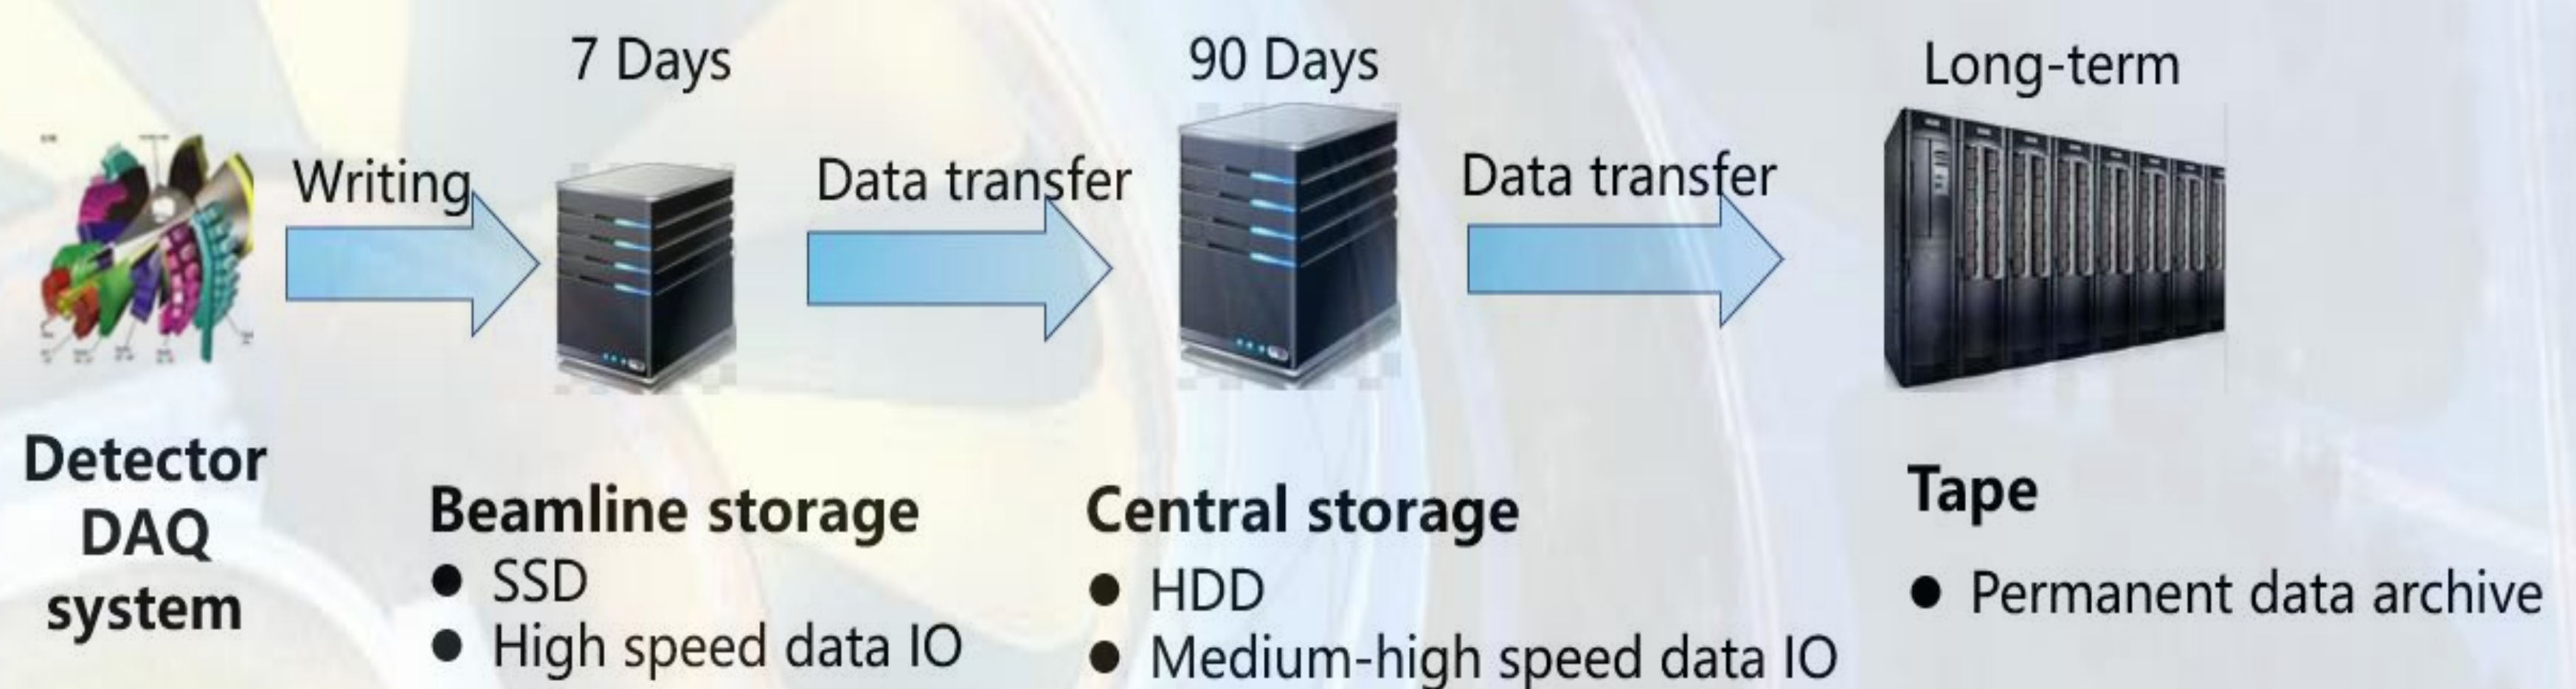 7 Days
90 Days
Long-term
Writing
Data transfer
Data transfer
Detector
DAQ
system
Beamline storage
● SSD
● High speed data IO
Central storage
● HDD
● Medium-high speed data IO
Tape
● Permanent data archive